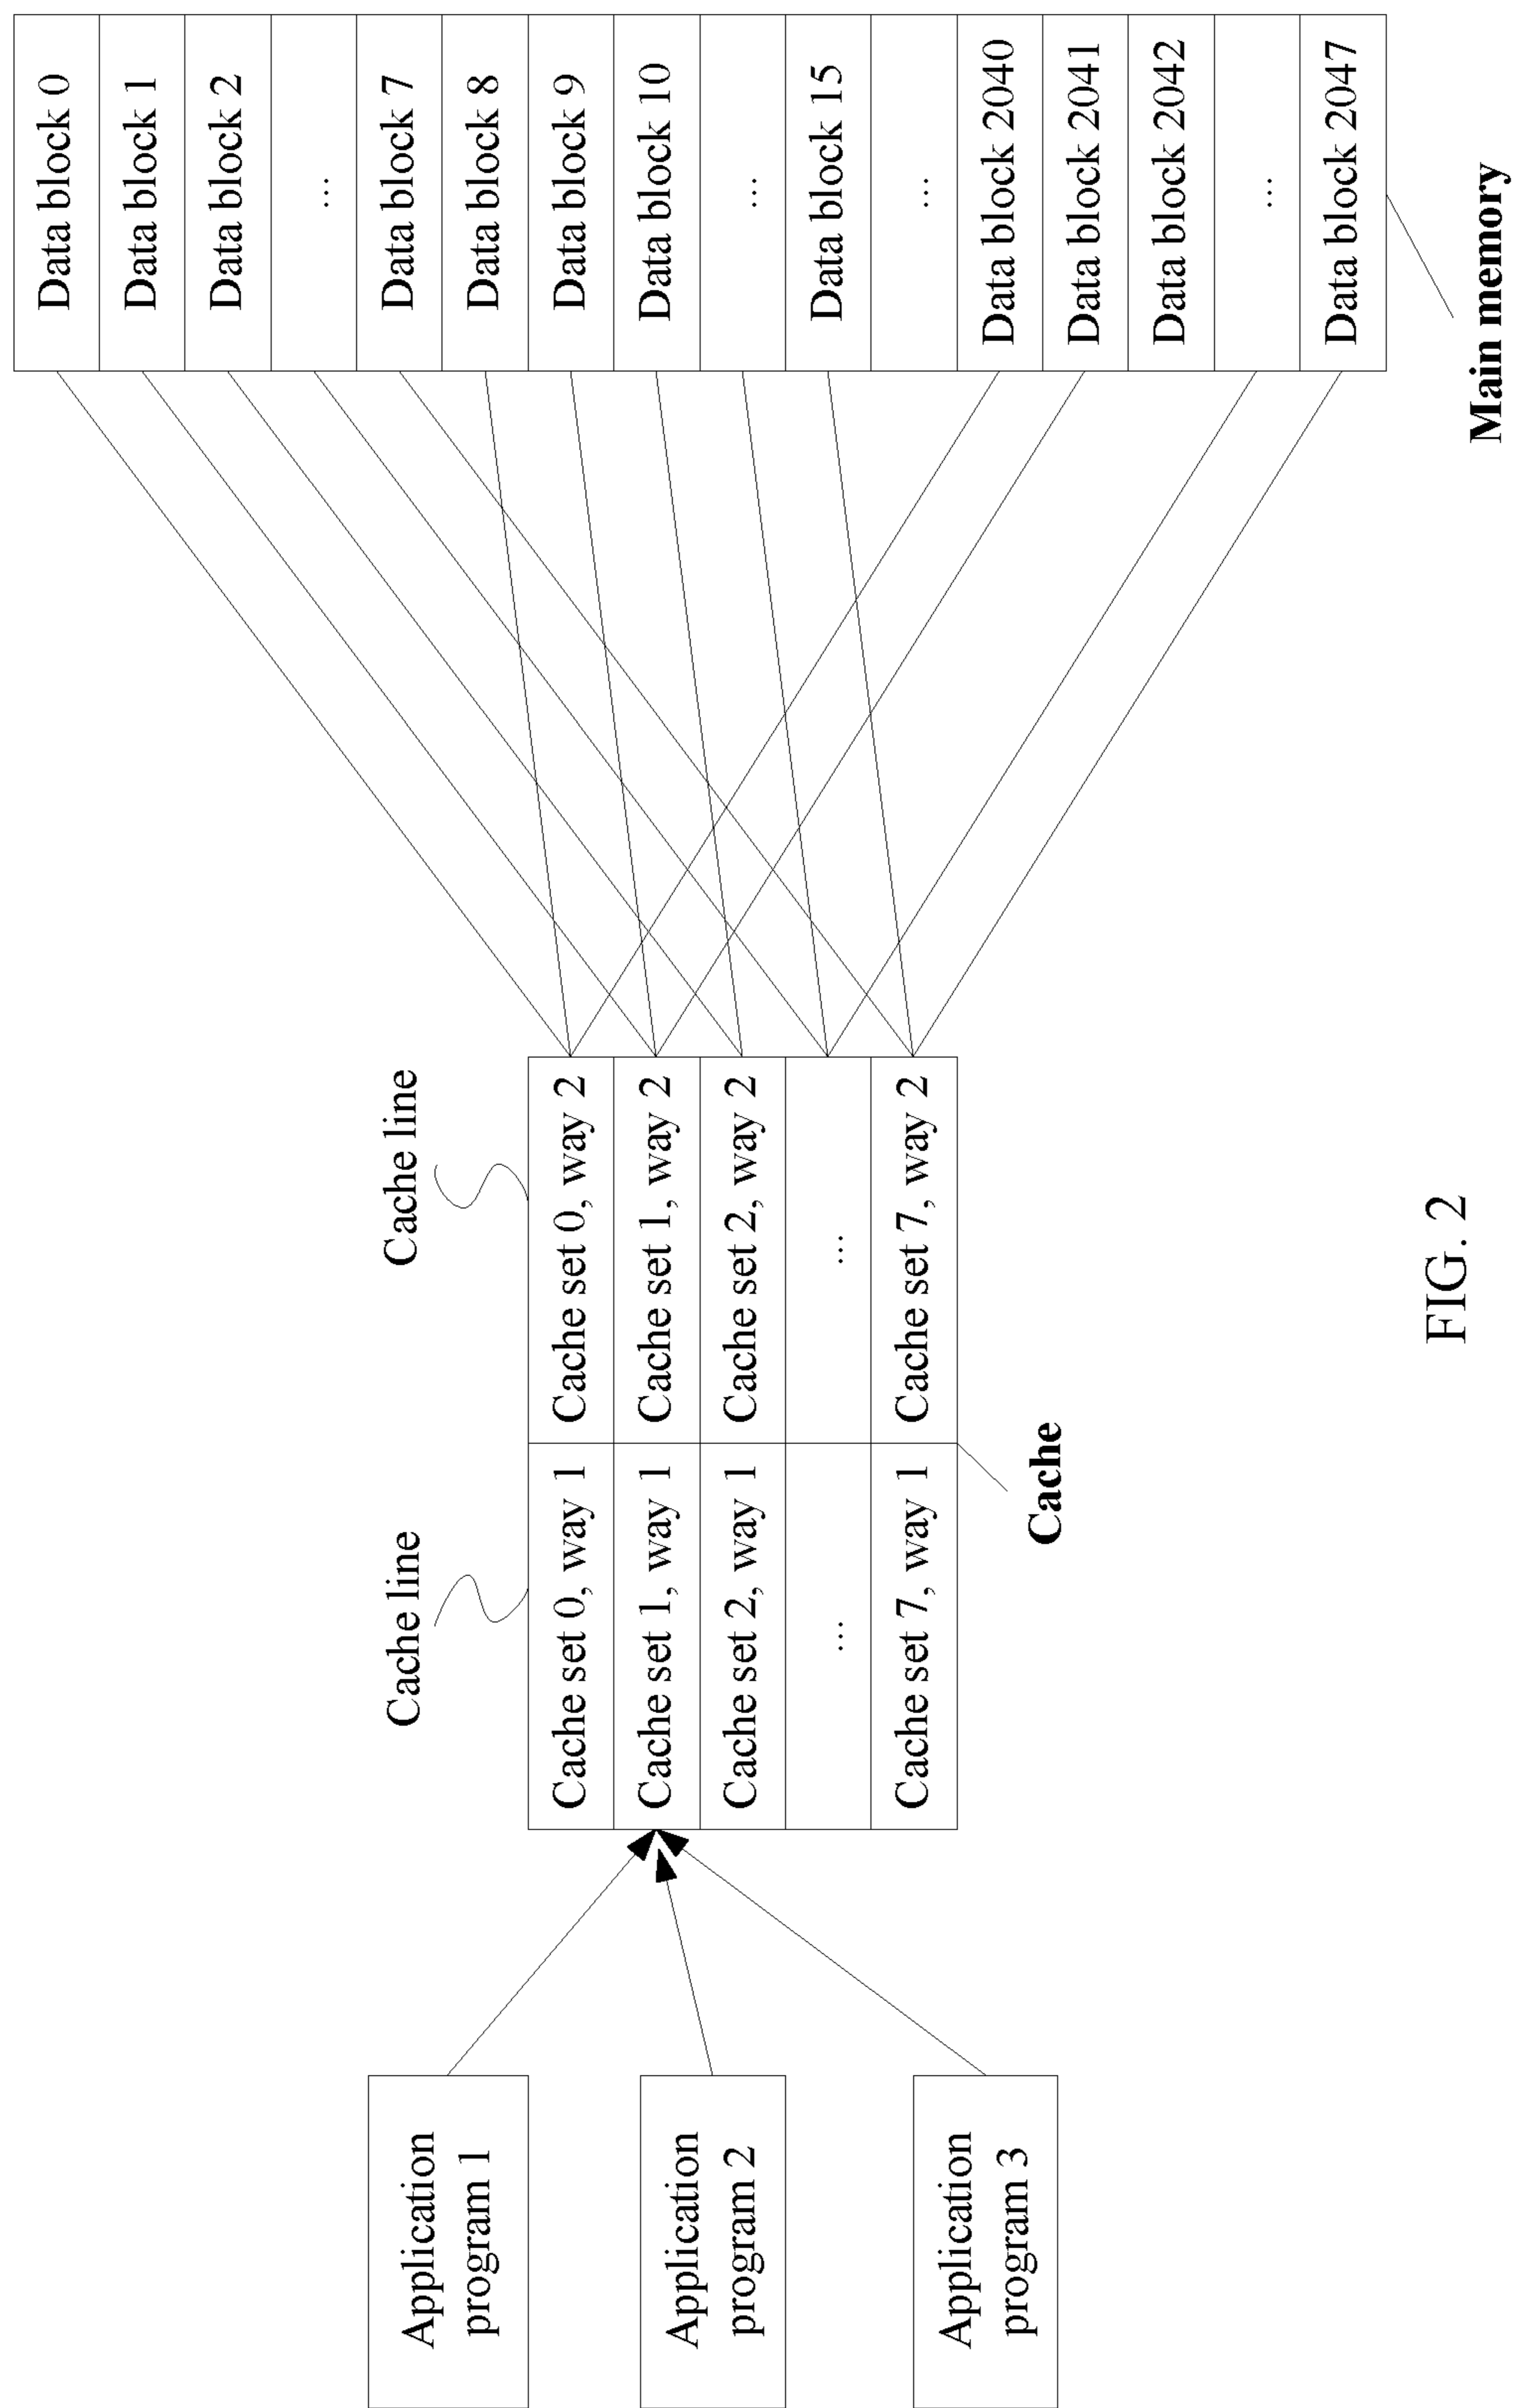 Application
program 1
Application
program 2
Application
program 3
Cache line
Cache line
Cache set 0, way 1
Cache set 0, way 2
Cache set 1, way 1
Cache set 1, way 2
Cache set 2, way 1
Cache set 2, way 2
...
...
Cache set 7, way 1
Cache set 7, way 2
Cache
Data block 0
Data block 1
Data block 2
...
Data block 7
Data block 8
Data block 9
Data block 10
...
Data block 15
...
Data block 2040
Data block 2041
Data block 2042
...
Data block 2047
Main memory
FIG. 2